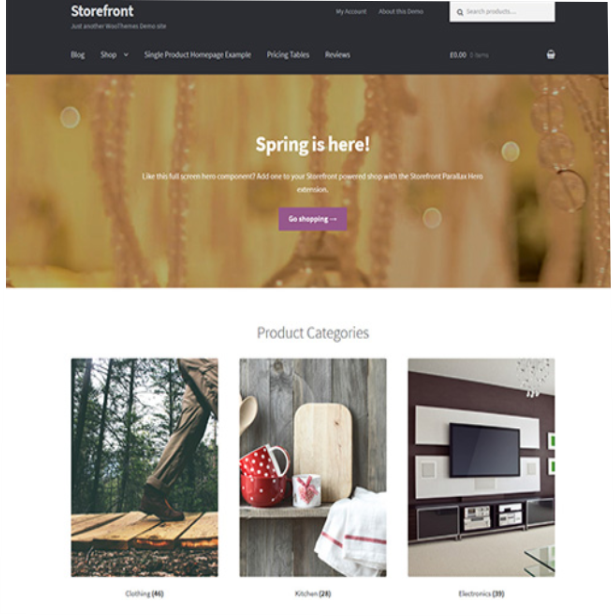 Storefront
Just another WooThemes Demo site
My Account About this Demo
Search products...
Blog Shop Single Product Homepage Example Pricing Tables Reviews
£0.00 0 items
Spring is here!
Like this full screen hero component? Add one to your Storefront powered shop with the Storefront Parallax Hero
extension.
Go shopping →
Product Categories
Clothing (46) Kitchen (28) Electronics (39)